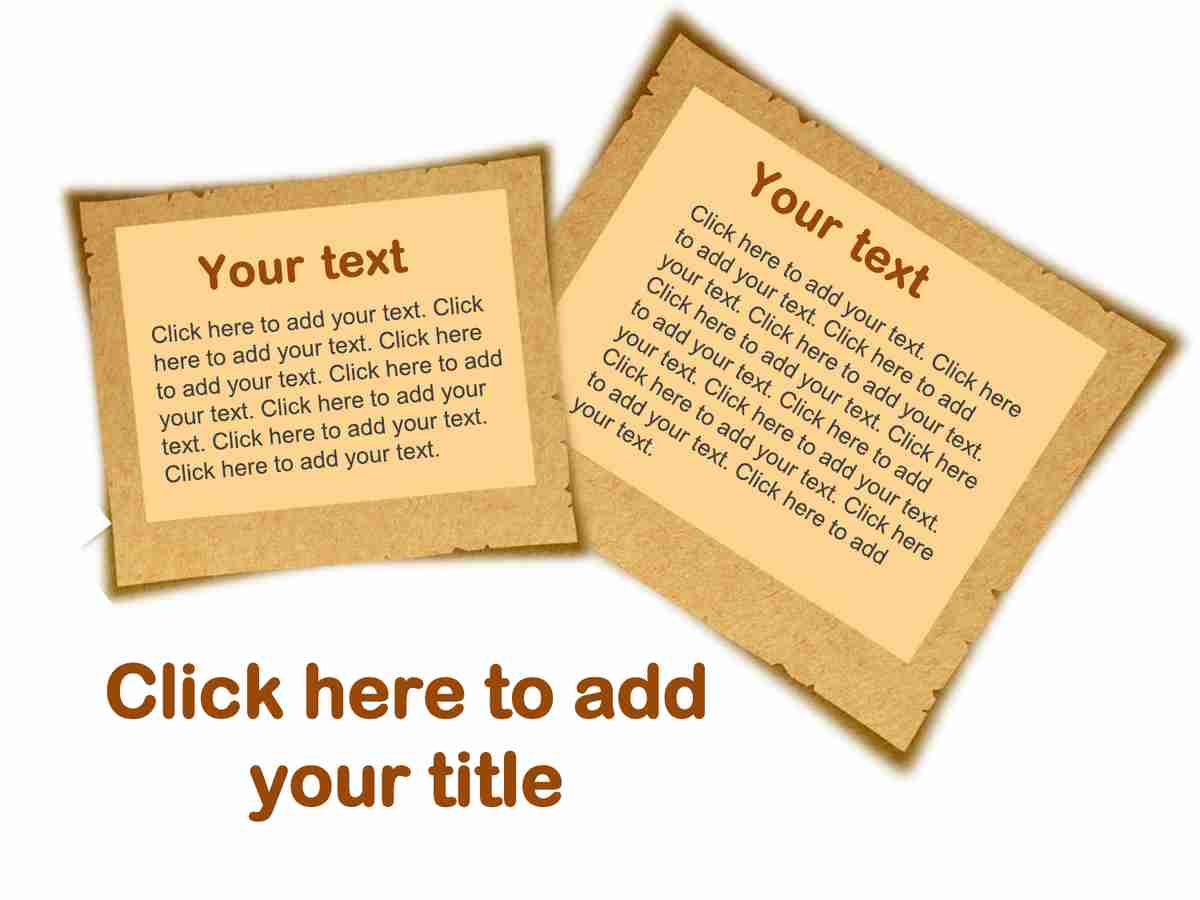 Your text
Click here to add your text. Click
here to add your text. Click here
to add your text. Click here to add
your text. Click here to add your
text. Click here to add your text.
Click here to add your text.
Your text
Click here to add your text. Click here
to add your text. Click here to add
your text. Click here to add your text.
Click here to add your text. Click here
to add your text. Click here to add
your text. Click here to add your text.
Click here to add your text. Click here
to add your text. Click here to add
your text.
Click here to add
your title